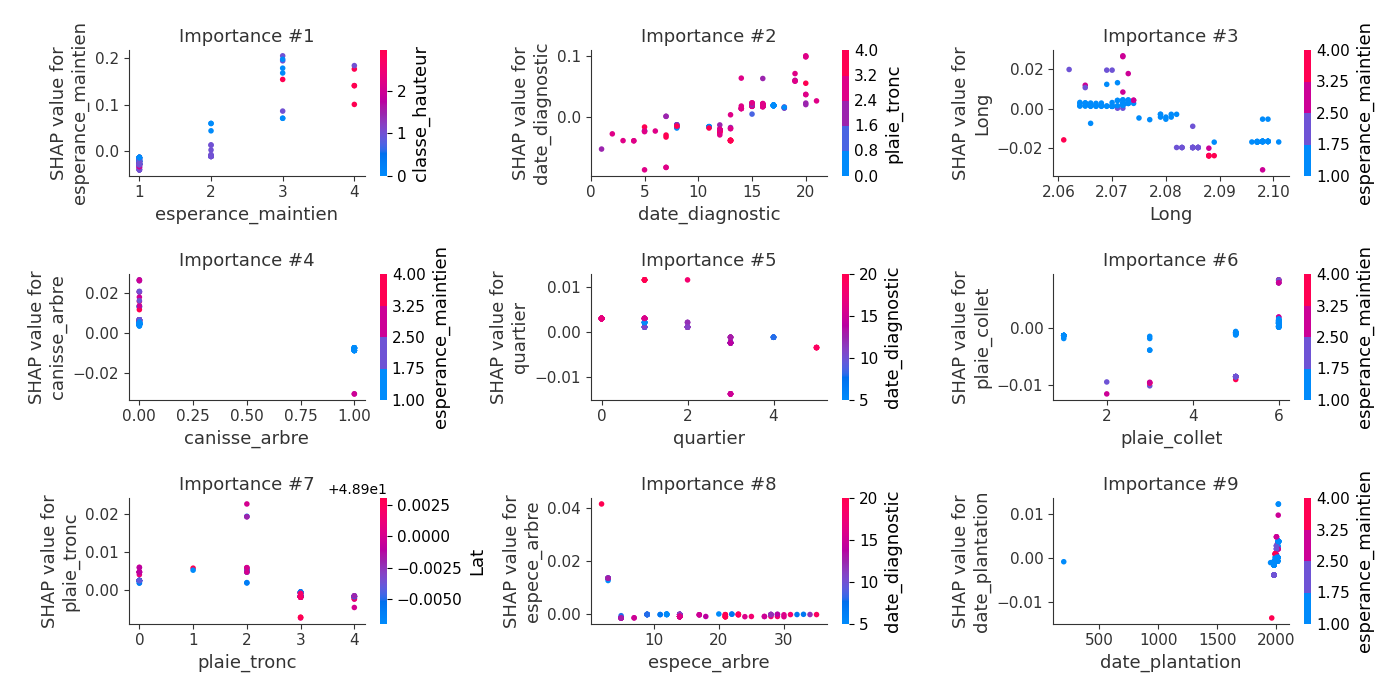 Importance #1
SHAP value for
esperance_maintien
0.2
0.1
0.0
1
2
3
4
esperance_maintien
2
1
0
classe_hauteur
Importance #2
SHAP value for
date_diagnostic
0.1
0.0
0
5
10
15
20
date_diagnostic
4.0
3.2
2.4
1.6
0.8
0.0
plaie_tronc
Importance #3
SHAP value for
Long
0.02
0.00
−0.02
2.06
2.07
2.08
2.09
2.10
Long
4.00
3.25
2.50
1.75
1.00
esperance_maintien
Importance #4
SHAP value for
canisse_arbre
0.02
0.00
−0.02
0.00
0.25
0.50
0.75
1.00
canisse_arbre
4.00
3.25
2.50
1.75
1.00
esperance_maintien
Importance #5
SHAP value for
quartier
0.01
0.00
−0.01
0
2
4
quartier
20
15
10
5
date_diagnostic
Importance #6
SHAP value for
plaie_collet
0.00
−0.01
2
4
6
plaie_collet
4.00
3.25
2.50
1.75
1.00
esperance_maintien
Importance #7
SHAP value for
plaie_tronc
0.02
0.01
0.00
0
1
2
3
4
plaie_tronc
+4.89e1
0.0025
0.0000
−0.0025
−0.0050
Lat
Importance #8
SHAP value for
espece_arbre
0.04
0.02
0.00
10
20
30
espece_arbre
20
15
10
5
date_diagnostic
Importance #9
SHAP value for
date_plantation
0.01
0.00
−0.01
500
1000
1500
2000
date_plantation
4.00
3.25
2.50
1.75
1.00
esperance_maintien